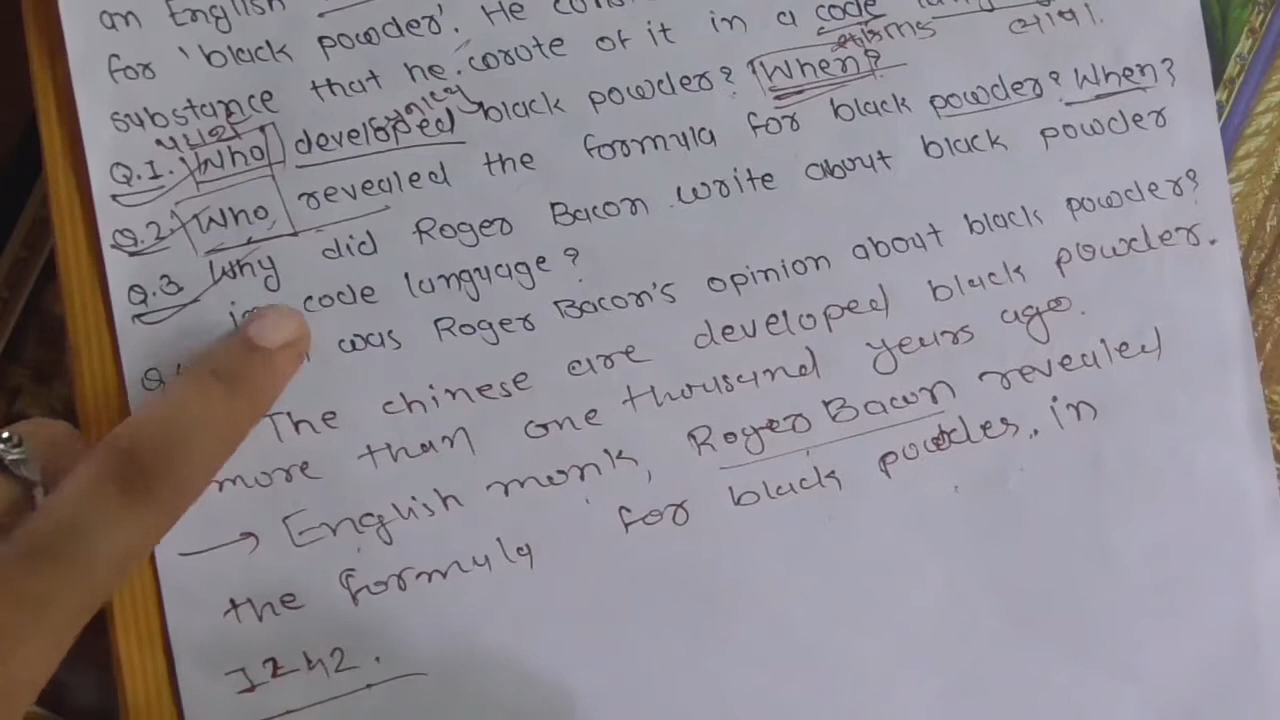 an English
for 'black powder'. He con
substance that he wrote of it in a code
Q.1. Who developed black powder? When?
Q.2. Who revealed the formula for black powder? When?
Q.3 Why did Roger Bacon write about black powder
in code language?
was Roger Bacon's opinion about black powder?
The chinese are developed black powder.
more than one thousand years ago.
→ English monk, Roger Bacon revealed
the formula for black powder, in
1242.